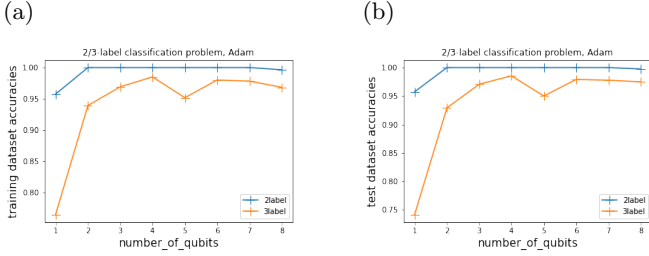 (a)
2/3-label classification problem, Adam
training dataset accuracies
1.00
0.95
0.90
0.85
0.80
1 2 3 4 5 6 7 8
number_of_qubits
2label
3label
(b)
2/3-label classification problem, Adam
test dataset accuracies
1.00
0.95
0.90
0.85
0.80
0.75
1 2 3 4 5 6 7 8
number_of_qubits
2label
3label